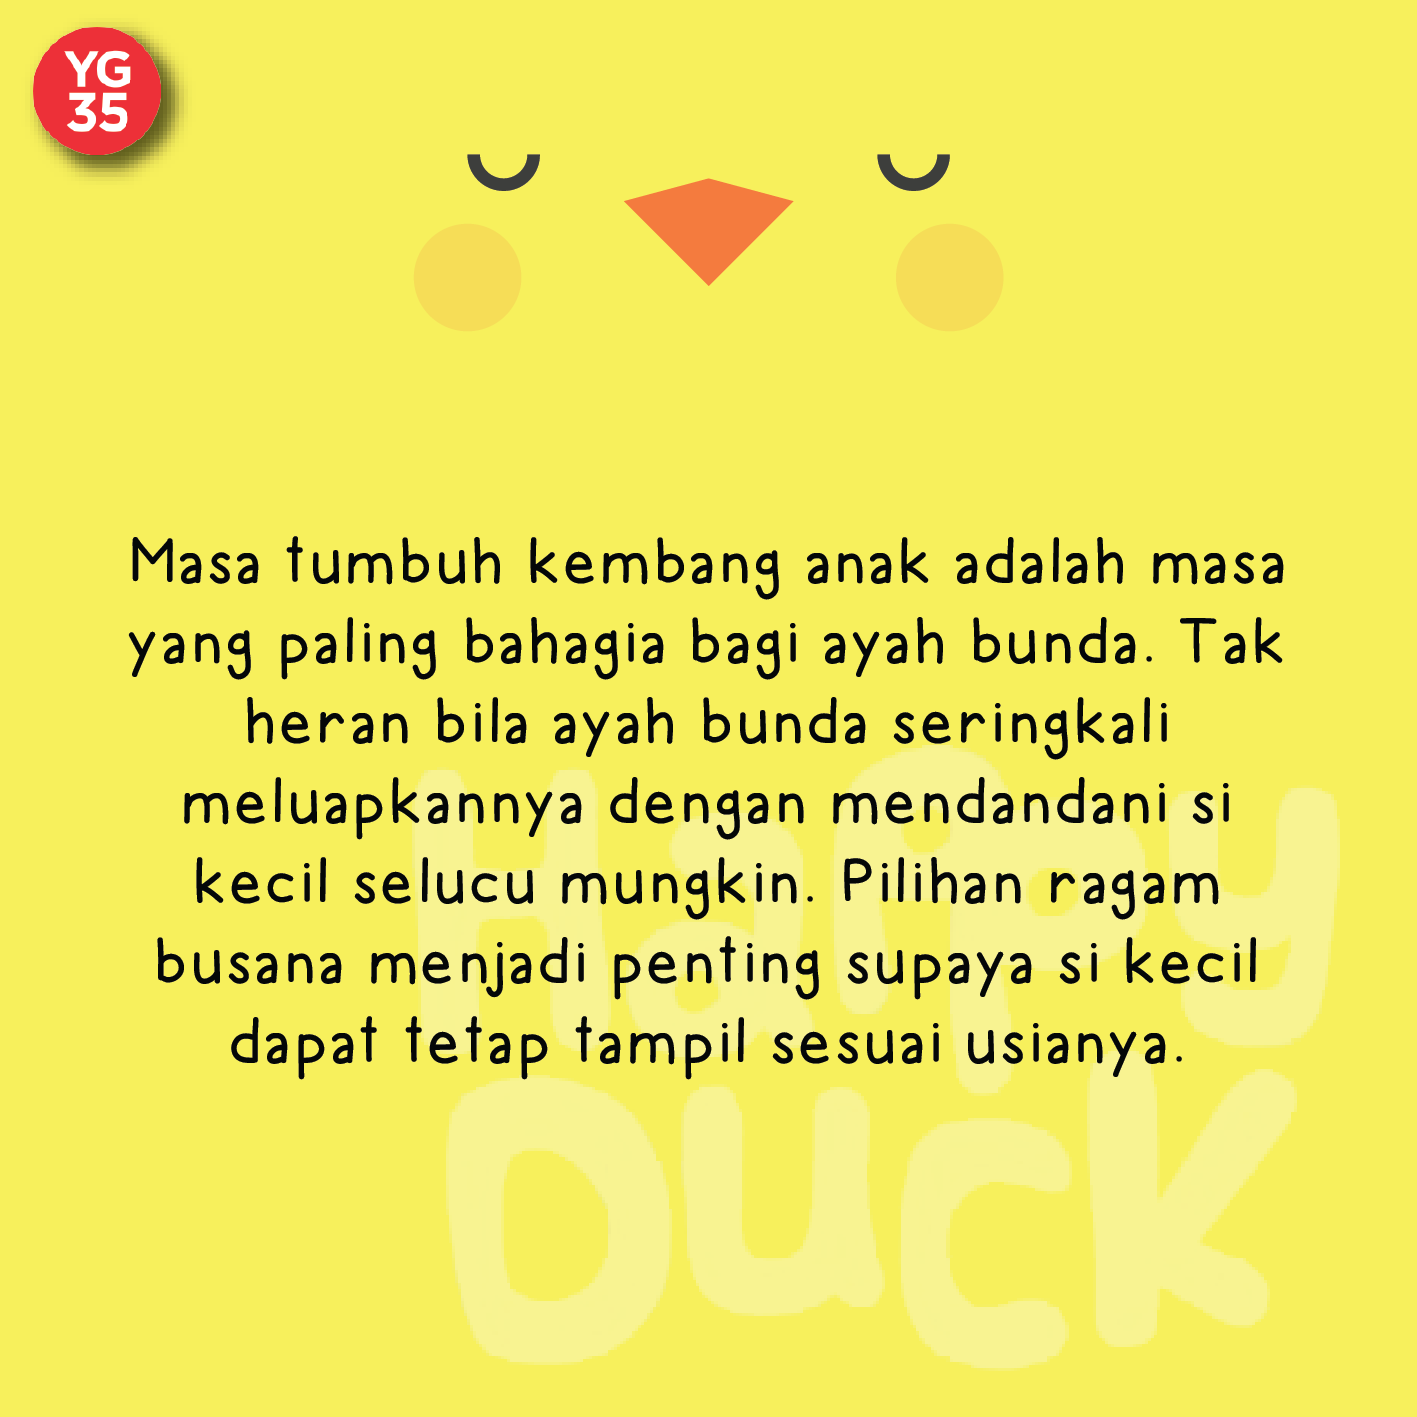 YG
35
Masa tumbuh kembang anak adalah masa
yang paling bahagia bagi ayah bunda. Tak
heran bila ayah bunda seringkali
meluapkannya dengan mendandani si
kecil selucu mungkin. Pilihan ragam
busana menjadi penting supaya si kecil
dapat tetap tampil sesuai usianya.
Happy
Duck